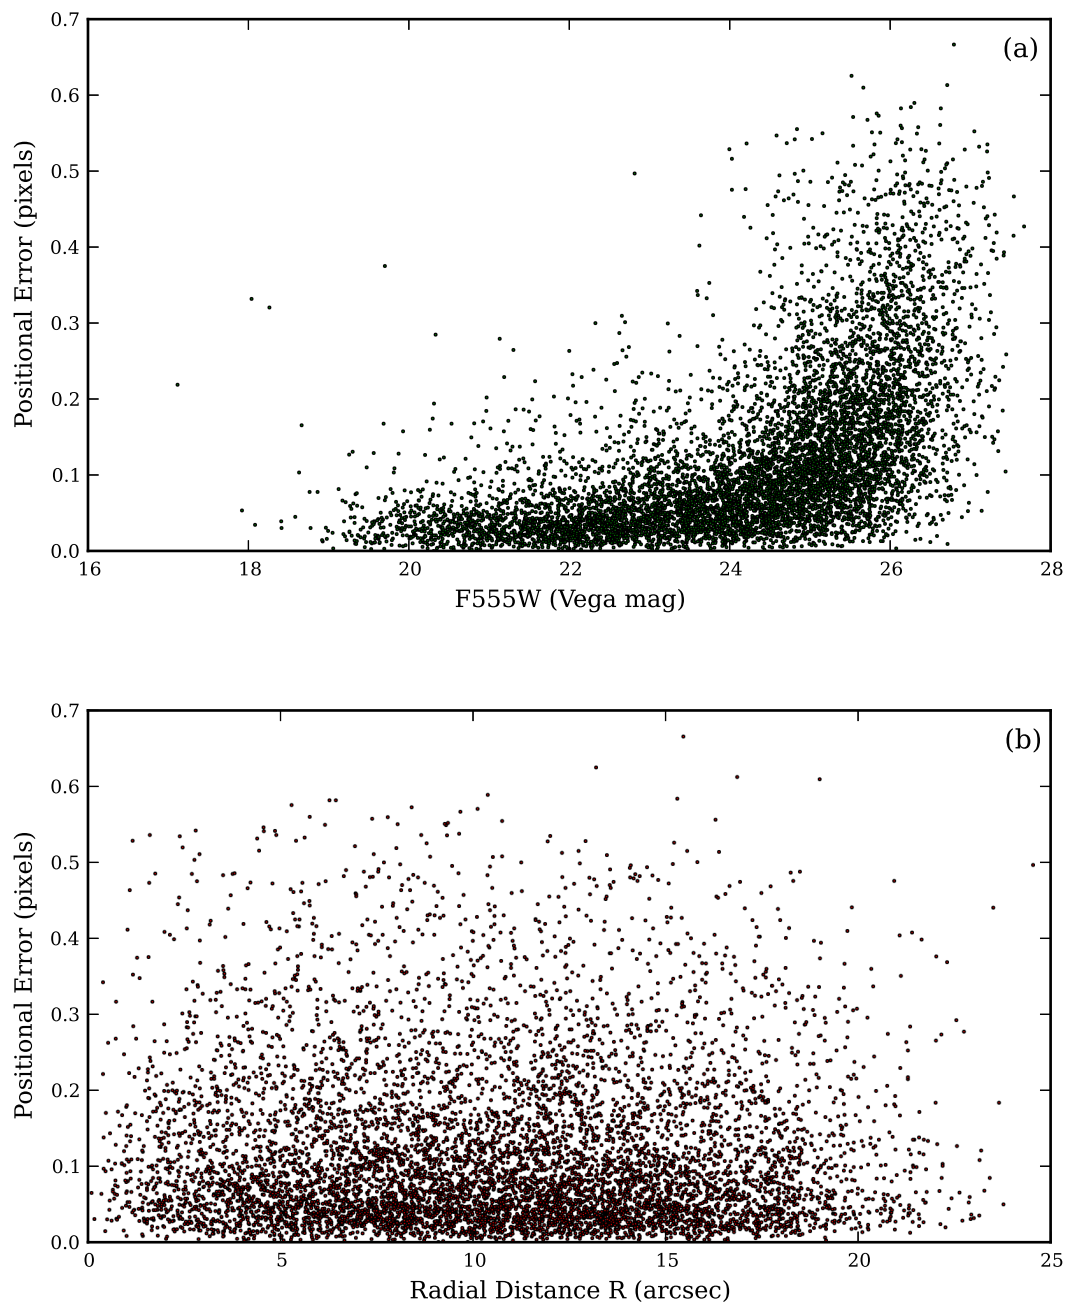 0.7
(a)
0.6
0.5
0.4
0.3
0.2
0.1
0.0
Positional Error (pixels)
16 18 20 22 24 26 28
F555W (Vega mag)
0.7
(b)
0.6
0.5
0.4
0.3
0.2
0.1
0.0
Positional Error (pixels)
0 5 10 15 20 25
Radial Distance R (arcsec)